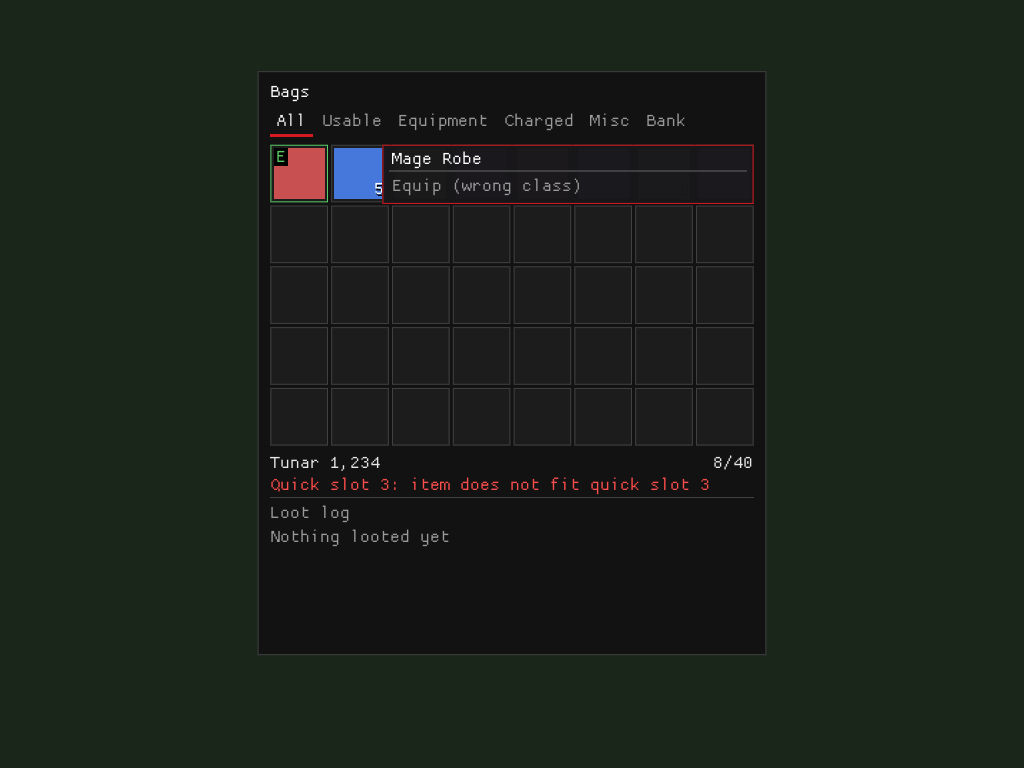 Bags
All Usable Equipment Charged Misc Bank
E
5
Mage Robe
Equip (wrong class)
Tunar 1,234 8/40
Quick slot 3: item does not fit quick slot 3
Loot log
Nothing looted yet